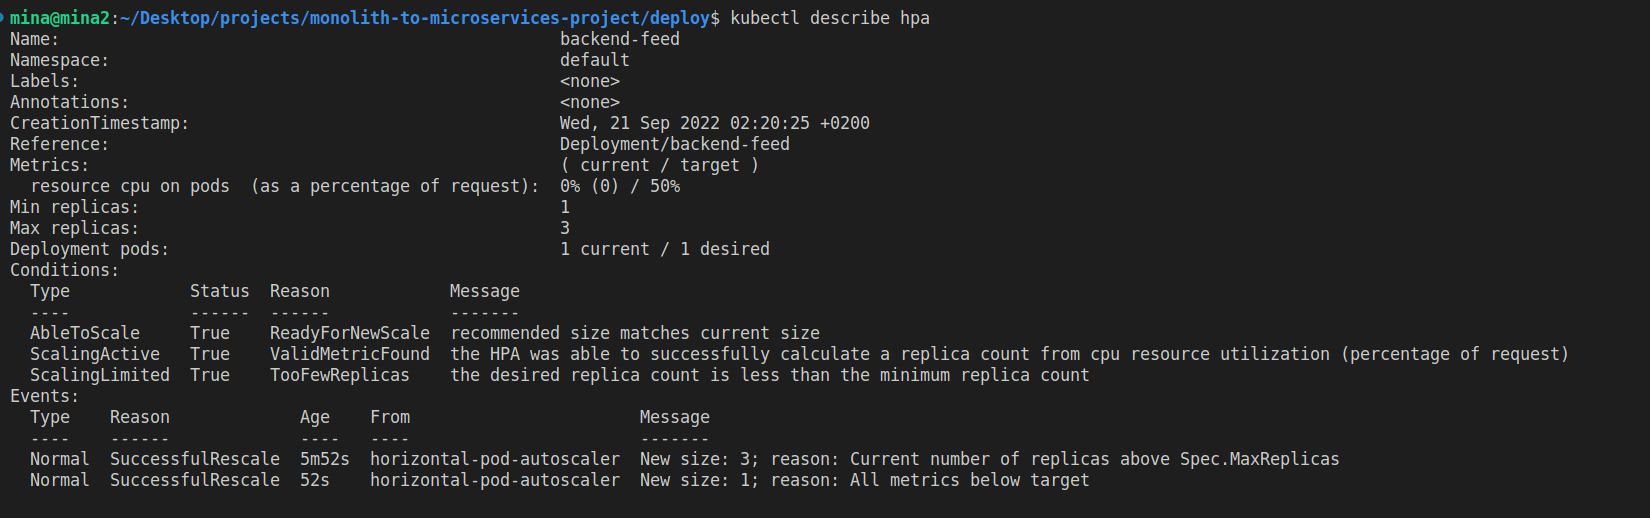 mina@mina2:~/Desktop/projects/monolith-to-microservices-project/deploy$ kubectl describe hpa
Name:                                                  backend-feed
Namespace:                                             default
Labels:                                                <none>
Annotations:                                           <none>
CreationTimestamp:                                     Wed, 21 Sep 2022 02:20:25 +0200
Reference:                                             Deployment/backend-feed
Metrics:                                               ( current / target )
  resource cpu on pods  (as a percentage of request):  0% (0) / 50%
Min replicas:                                          1
Max replicas:                                          3
Deployment pods:                                       1 current / 1 desired
Conditions:
  Type            Status  Reason            Message
  ----            ------  ------            -------
  AbleToScale     True    ReadyForNewScale  recommended size matches current size
  ScalingActive   True    ValidMetricFound  the HPA was able to successfully calculate a replica count from cpu resource utilization (percentage of request)
  ScalingLimited  True    TooFewReplicas    the desired replica count is less than the minimum replica count
Events:
  Type    Reason             Age    From                       Message
  ----    ------             ----   ----                       -------
  Normal  SuccessfulRescale  5m52s  horizontal-pod-autoscaler  New size: 3; reason: Current number of replicas above Spec.MaxReplicas
  Normal  SuccessfulRescale  52s    horizontal-pod-autoscaler  New size: 1; reason: All metrics below target